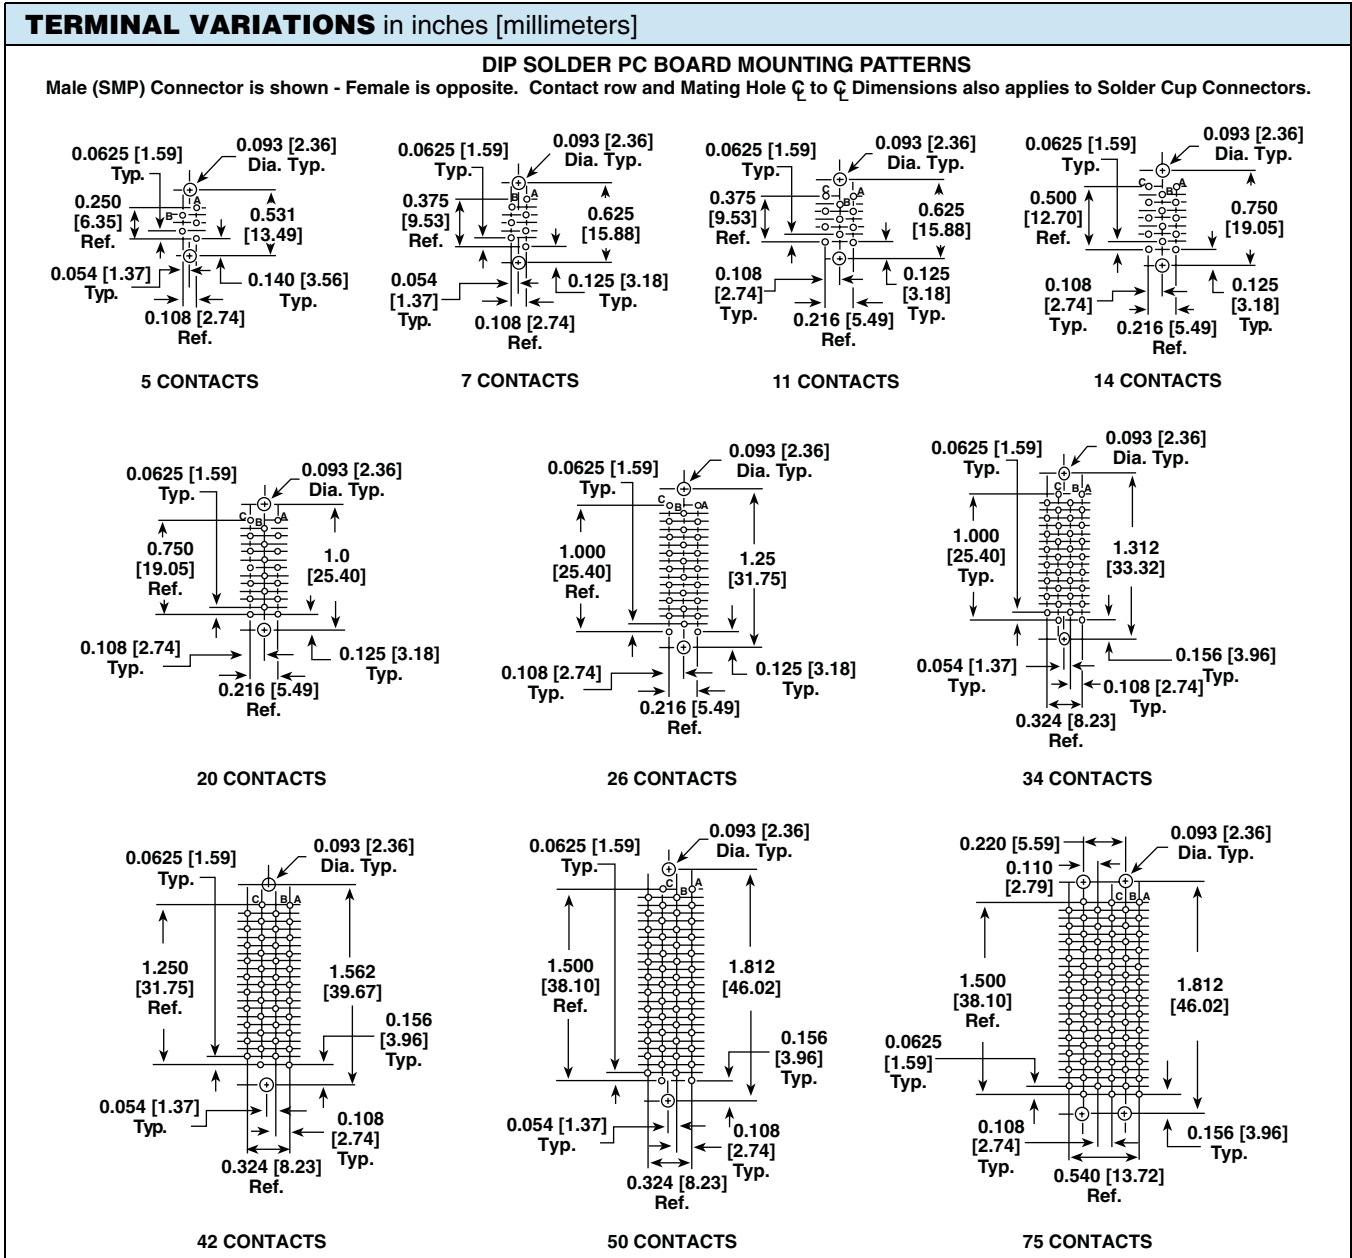 TERMINAL VARIATIONS in inches [millimeters]
DIP SOLDER PC BOARD MOUNTING PATTERNS
Male (SMP) Connector is shown - Female is opposite. Contact row and Mating Hole ℄ to ℄ Dimensions also applies to Solder Cup Connectors.
0.0625 [1.59]
Typ.
0.093 [2.36]
Dia. Typ.
A
B
0.250
[6.35]
Ref.
0.531
[13.49]
0.054 [1.37]
Typ.
0.140 [3.56]
Typ.
0.108 [2.74]
Ref.
5 CONTACTS
0.0625 [1.59]
Typ.
0.093 [2.36]
Dia. Typ.
B
A
0.375
[9.53]
Ref.
0.625
[15.88]
0.054
[1.37]
Typ.
0.125 [3.18]
Typ.
0.108 [2.74]
Ref.
7 CONTACTS
0.0625 [1.59]
Typ.
0.093 [2.36]
Dia. Typ.
C
B
A
0.375
[9.53]
Ref.
0.625
[15.88]
0.108
[2.74]
Typ.
0.125
[3.18]
Typ.
0.216 [5.49]
Ref.
11 CONTACTS
0.0625 [1.59]
Typ.
0.093 [2.36]
Dia. Typ.
C
B
A
0.500
[12.70]
Ref.
0.750
[19.05]
0.108
[2.74]
Typ.
0.125
[3.18]
Typ.
0.216 [5.49]
Ref.
14 CONTACTS
0.0625 [1.59]
Typ.
0.093 [2.36]
Dia. Typ.
C
B
A
0.750
[19.05]
Ref.
1.0
[25.40]
0.108 [2.74]
Typ.
0.125 [3.18]
Typ.
0.216 [5.49]
Ref.
20 CONTACTS
0.0625 [1.59]
Typ.
0.093 [2.36]
Dia. Typ.
C
B
A
1.000
[25.40]
Ref.
1.25
[31.75]
0.108 [2.74]
Typ.
0.125 [3.18]
Typ.
0.216 [5.49]
Ref.
26 CONTACTS
0.0625 [1.59]
Typ.
0.093 [2.36]
Dia. Typ.
C
B
A
1.000
[25.40]
Typ.
1.312
[33.32]
0.054 [1.37]
Typ.
0.156 [3.96]
Typ.
0.108 [2.74]
Typ.
0.324 [8.23]
Ref.
34 CONTACTS
0.0625 [1.59]
Typ.
0.093 [2.36]
Dia. Typ.
C
B
A
1.250
[31.75]
Ref.
1.562
[39.67]
0.156
[3.96]
Typ.
0.054 [1.37]
Typ.
0.108
[2.74]
Typ.
0.324 [8.23]
Ref.
42 CONTACTS
0.0625 [1.59]
Typ.
0.093 [2.36]
Dia. Typ.
C
B
A
1.500
[38.10]
Ref.
1.812
[46.02]
0.156
[3.96]
Typ.
0.054 [1.37]
Typ.
0.108
[2.74]
Typ.
0.324 [8.23]
Ref.
50 CONTACTS
0.220 [5.59]
0.110
[2.79]
0.093 [2.36]
Dia. Typ.
C
B
A
1.500
[38.10]
Ref.
1.812
[46.02]
0.0625
[1.59]
Typ.
0.108
[2.74]
Typ.
0.156 [3.96]
Typ.
0.540 [13.72]
Ref.
75 CONTACTS